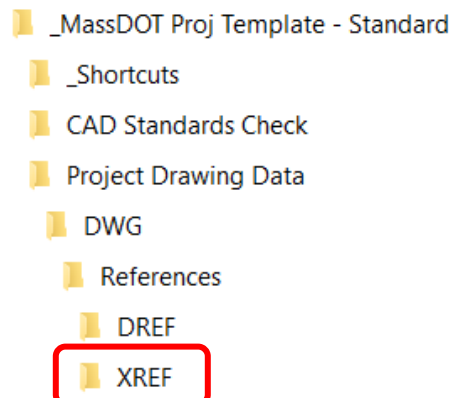 _MassDOT Proj Template - Standard
_Shortcuts
CAD Standards Check
Project Drawing Data
DWG
References
DREF
XREF